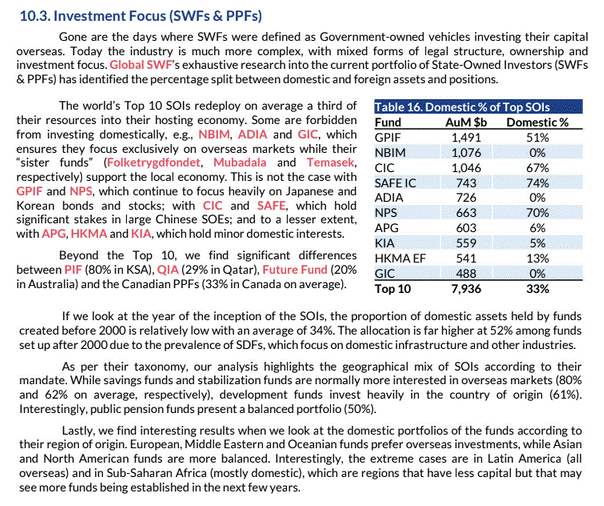 10.3. Investment Focus (SWFs & PPFs)
Gone are the days where SWFs were defined as Government-owned vehicles investing their capital
overseas. Today the industry is much more complex, with mixed forms of legal structure, ownership and
investment focus. Global SWF's exhaustive research into the current portfolio of State-Owned Investors (SWFs
& PPFs) has identified the percentage split between domestic and foreign assets and positions.
The world's Top 10 SOIs redeploy on average a third of
their resources into their hosting economy. Some are forbidden
from investing domestically, e.g., NBIM, ADIA and GIC, which
ensures they focus exclusively on overseas markets while their
"sister funds" (Folketrygdfondet, Mubadala and Temasek,
respectively) support the local economy. This is not the case with
GPIF and NPS, which continue to focus heavily on Japanese and
Korean bonds and stocks; with CIC and SAFE, which hold
significant stakes in large Chinese SOEs; and to a lesser extent,
with APG, HKMA and KIA, which hold minor domestic interests.
Beyond the Top 10, we find significant differences
between PIF (80% in KSA), QIA (29% in Qatar), Future Fund (20%
in Australia) and the Canadian PPFs (33% in Canada on average).
Table 16. Domestic % of Top SOIs
Fund AuM $b Domestic %
GPIF 1,491 51%
NBIM 1,076 0%
CIC 1,046 67%
SAFE IC 743 74%
ADIA 726 0%
NPS 663 70%
APG 603 6%
KIA 559 5%
HKMA EF 541 13%
GIC 488 0%
Top 10 7,936 33%
If we look at the year of the inception of the SOIs, the proportion of domestic assets held by funds
created before 2000 is relatively low with an average of 34%. The allocation is far higher at 52% among funds
set up after 2000 due to the prevalence of SDFs, which focus on domestic infrastructure and other industries.
As per their taxonomy, our analysis highlights the geographical mix of SOIs according to their
mandate. While savings funds and stabilization funds are normally more interested in overseas markets (80%
and 62% on average, respectively), development funds invest heavily in the country of origin (61%).
Interestingly, public pension funds present a balanced portfolio (50%).
Lastly, we find interesting results when we look at the domestic portfolios of the funds according to
their region of origin. European, Middle Eastern and Oceanian funds prefer overseas investments, while Asian
and North American funds are more balanced. Interestingly, the extreme cases are in Latin America (all
overseas) and in Sub-Saharan Africa (mostly domestic), which are regions that have less capital but that may
see more funds being established in the next few years.